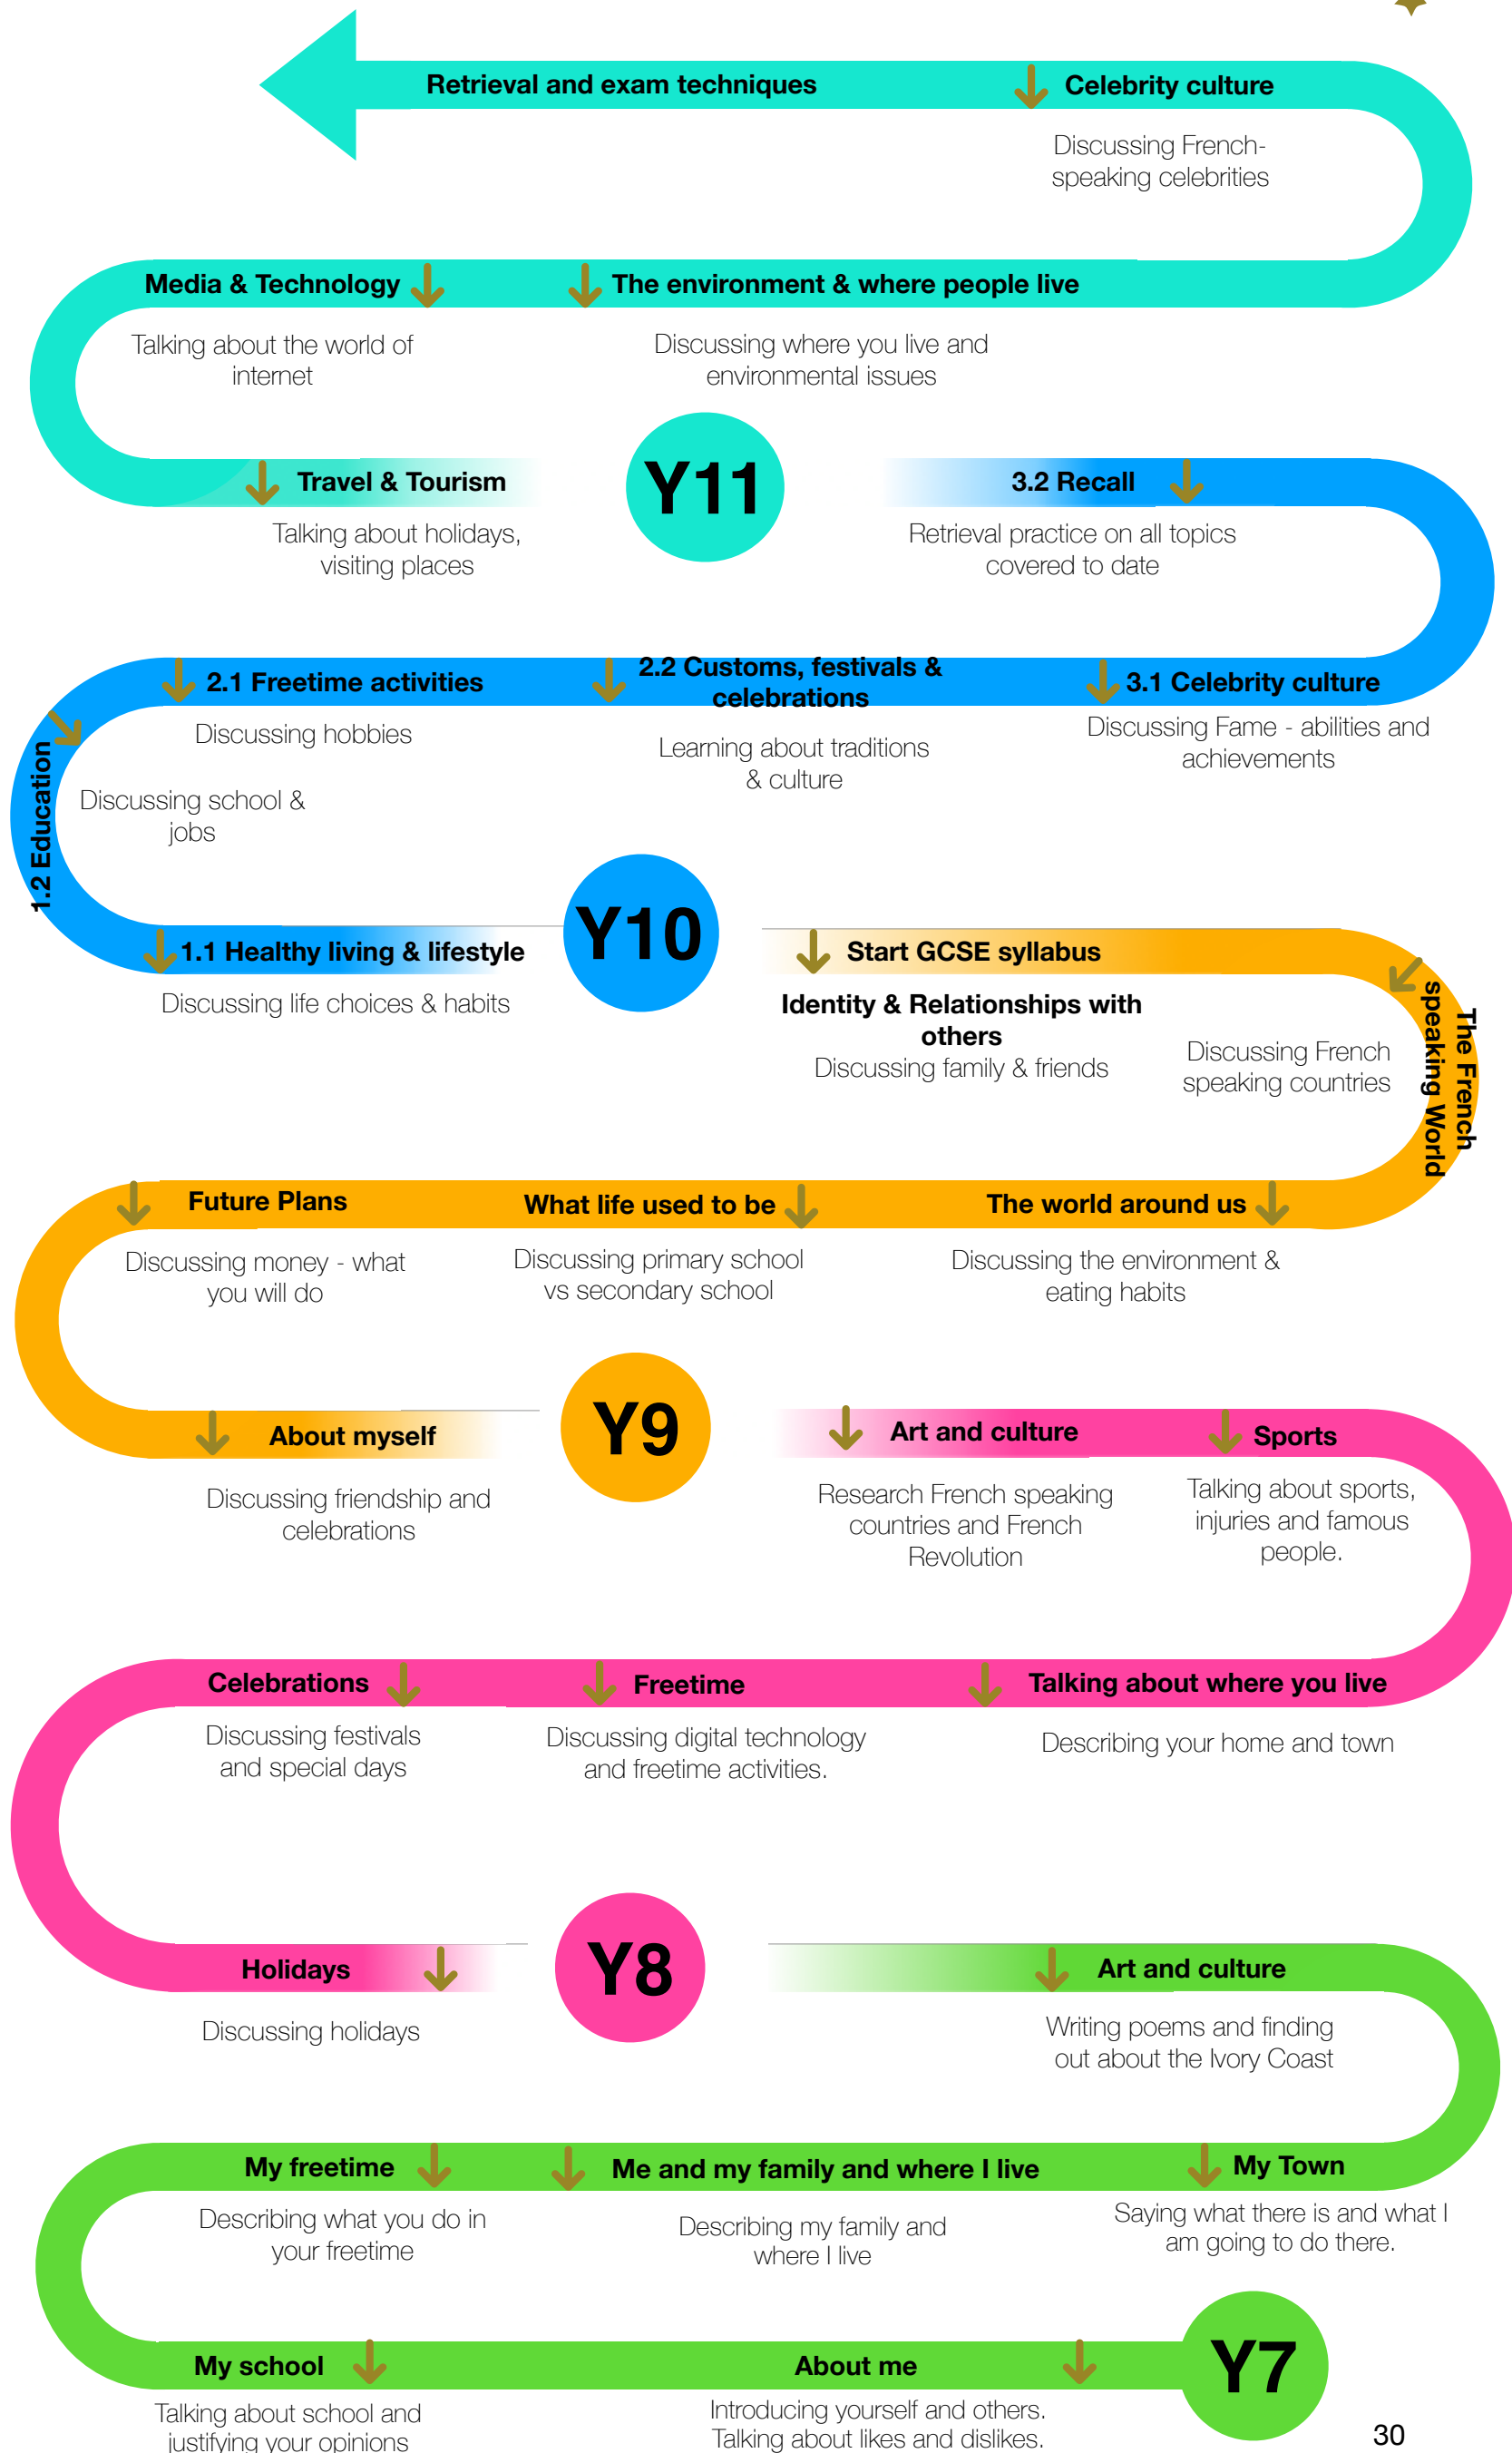 Retrieval and exam techniques
Celebrity culture
Discussing French-
speaking celebrities
Media & Technology
The environment & where people live
Talking about the world of
internet
Discussing where you live and
environmental issues
Y11
Travel & Tourism
3.2 Recall
Talking about holidays,
visiting places
Retrieval practice on all topics
covered to date
2.1 Freetime activities
2.2 Customs, festivals &
celebrations
3.1 Celebrity culture
Discussing hobbies
Learning about traditions
& culture
Discussing Fame - abilities and
achievements
1.2 Education
Discussing school &
jobs
Y10
1.1 Healthy living & lifestyle
Start GCSE syllabus
Discussing life choices & habits
Identity & Relationships with
others
Discussing family & friends
The French
speaking World
Discussing French
speaking countries
Future Plans
What life used to be
The world around us
Discussing money - what
you will do
Discussing primary school
vs secondary school
Discussing the environment &
eating habits
Y9
About myself
Art and culture
Sports
Discussing friendship and
celebrations
Research French speaking
countries and French
Revolution
Talking about sports,
injuries and famous
people.
Celebrations
Freetime
Talking about where you live
Discussing festivals
and special days
Discussing digital technology
and freetime activities.
Describing your home and town
Y8
Holidays
Art and culture
Discussing holidays
Writing poems and finding
out about the Ivory Coast
My freetime
Me and my family and where I live
My Town
Describing what you do in
your freetime
Describing my family and
where I live
Saying what there is and what I
am going to do there.
My school
About me
Y7
Talking about school and
justifying your opinions
Introducing yourself and others.
Talking about likes and dislikes.
30